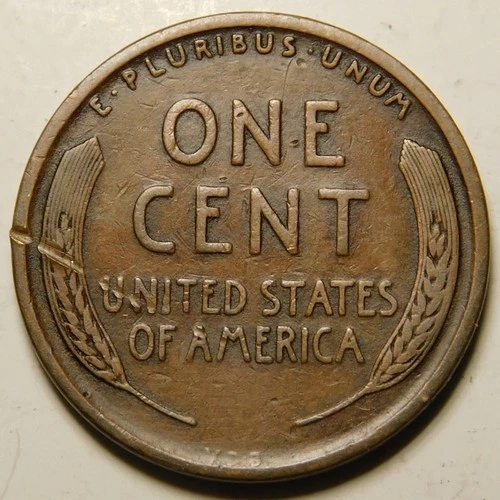 E · PLURIBUS · UNUM
ONE
CENT
UNITED STATES
OF AMERICA